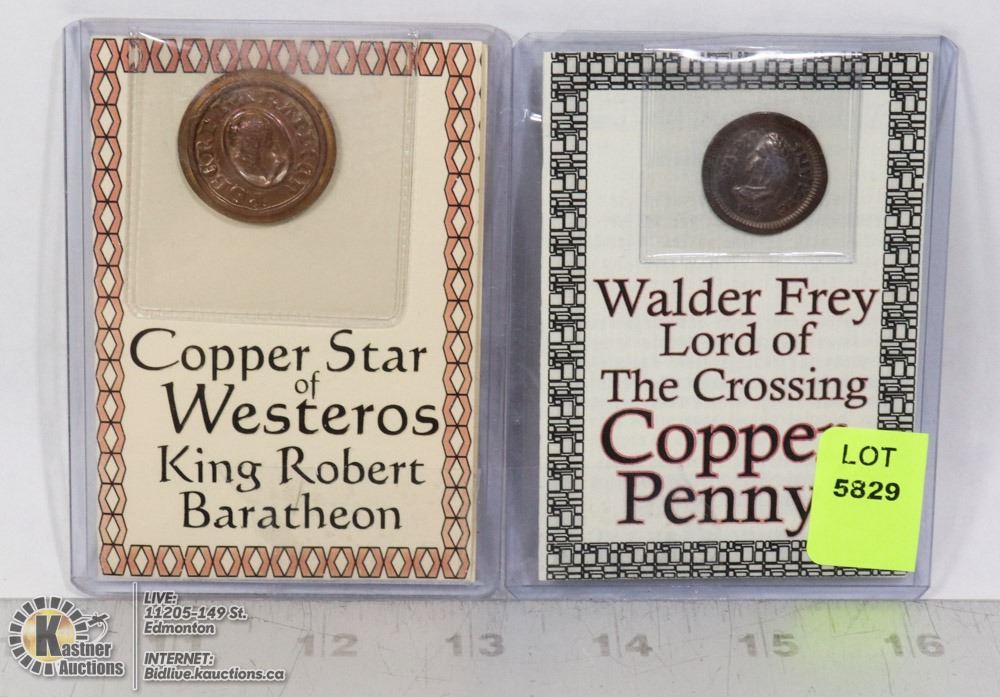 Copper Star
of
Westeros
King Robert
Baratheon
Walder Frey
Lord of
The Crossing
Copper
Penny
LOT
5829
12 13 14 15 16
Kastner
Auctions
LIVE:
11205-149 St.
Edmonton
INTERNET:
Bidlive.kauctions.ca